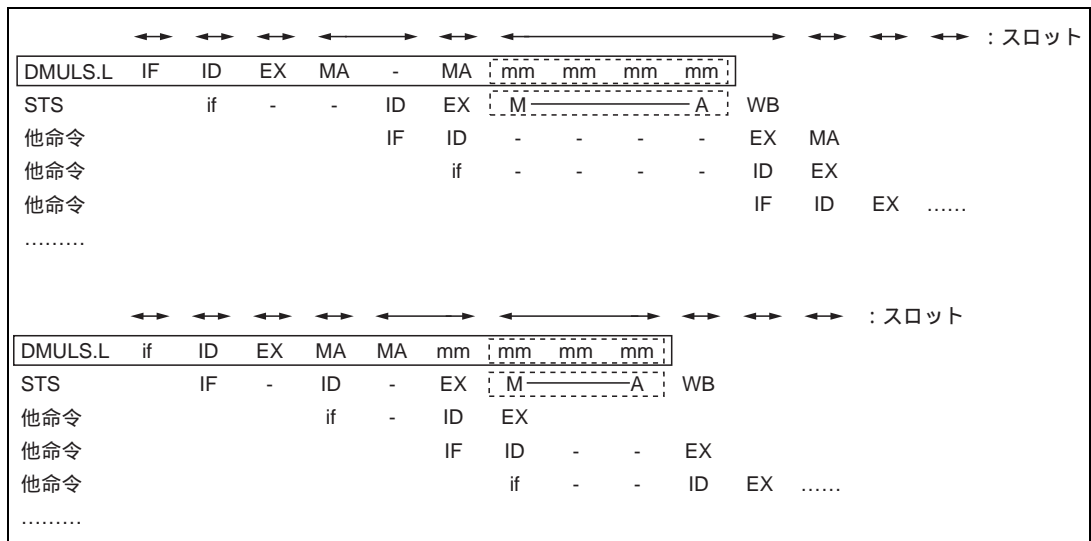 ：スロット
DMULS.L IF ID EX MA - MA mm mm mm mm
STS if - - ID EX M A WB
他命令 IF ID - - - - EX MA
他命令 if - - - - ID EX
他命令 IF ID EX ……
………
：スロット
DMULS.L if ID EX MA MA mm mm mm mm
STS IF - ID - EX M A WB
他命令 if - ID EX
他命令 IF ID - - EX
他命令 if - - ID EX ……
………